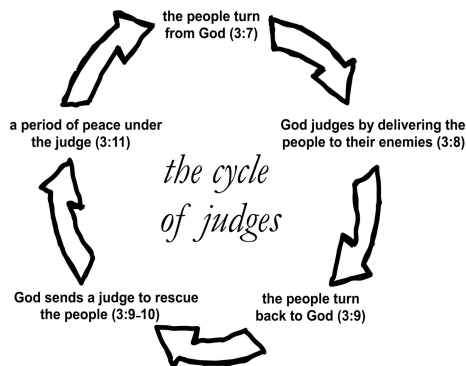 the people turn
from God (3:7)
God judges by delivering the
people to their enemies (3:8)
the people turn
back to God (3:9)
God sends a judge to rescue
the people (3:9-10)
a period of peace under
the judge (3:11)
the cycle
of judges